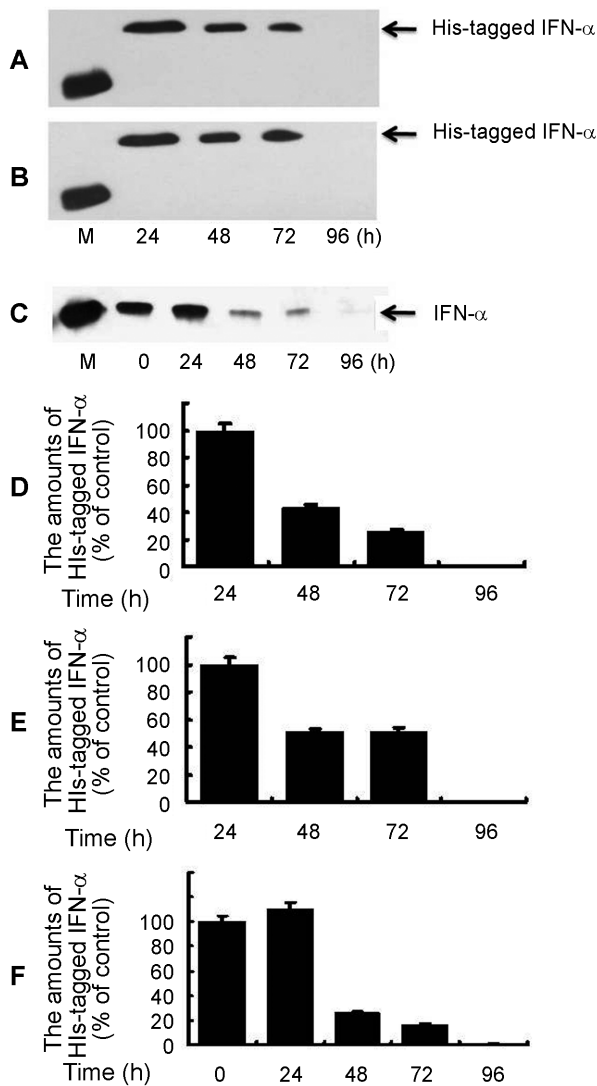 A
His-tagged IFN-α
B
His-tagged IFN-α
M 24 48 72 96 (h)
C
IFN-α
M 0 24 48 72 96 (h)
D
The amounts of
HIs-tagged IFN-α
(% of control)
100
80
60
40
20
0
Time (h) 24 48 72 96
E
The amounts of
HIs-tagged IFN-α
(% of control)
100
80
60
40
20
0
Time (h) 24 48 72 96
F
The amounts of
HIs-tagged IFN-α
(% of control)
100
80
60
40
20
0
Time (h) 0 24 48 72 96